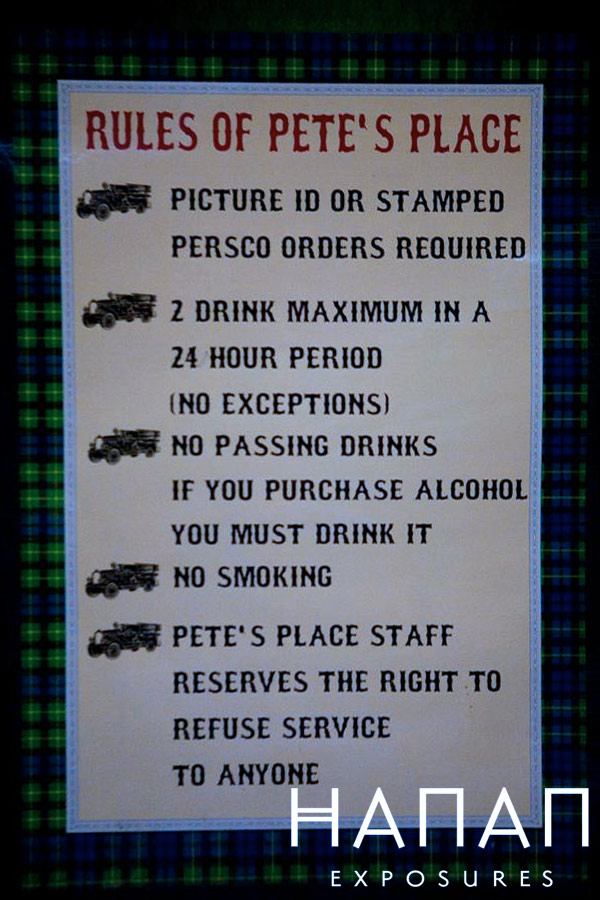 RULES OF PETE'S PLACE
PICTURE ID OR STAMPED
PERSCO ORDERS REQUIRED
2 DRINK MAXIMUM IN A
24 HOUR PERIOD
(NO EXCEPTIONS)
NO PASSING DRINKS
IF YOU PURCHASE ALCOHOL
YOU MUST DRINK IT
NO SMOKING
PETE'S PLACE STAFF
RESERVES THE RIGHT TO
REFUSE SERVICE
TO ANYONE
HANAN
EXPOSURES